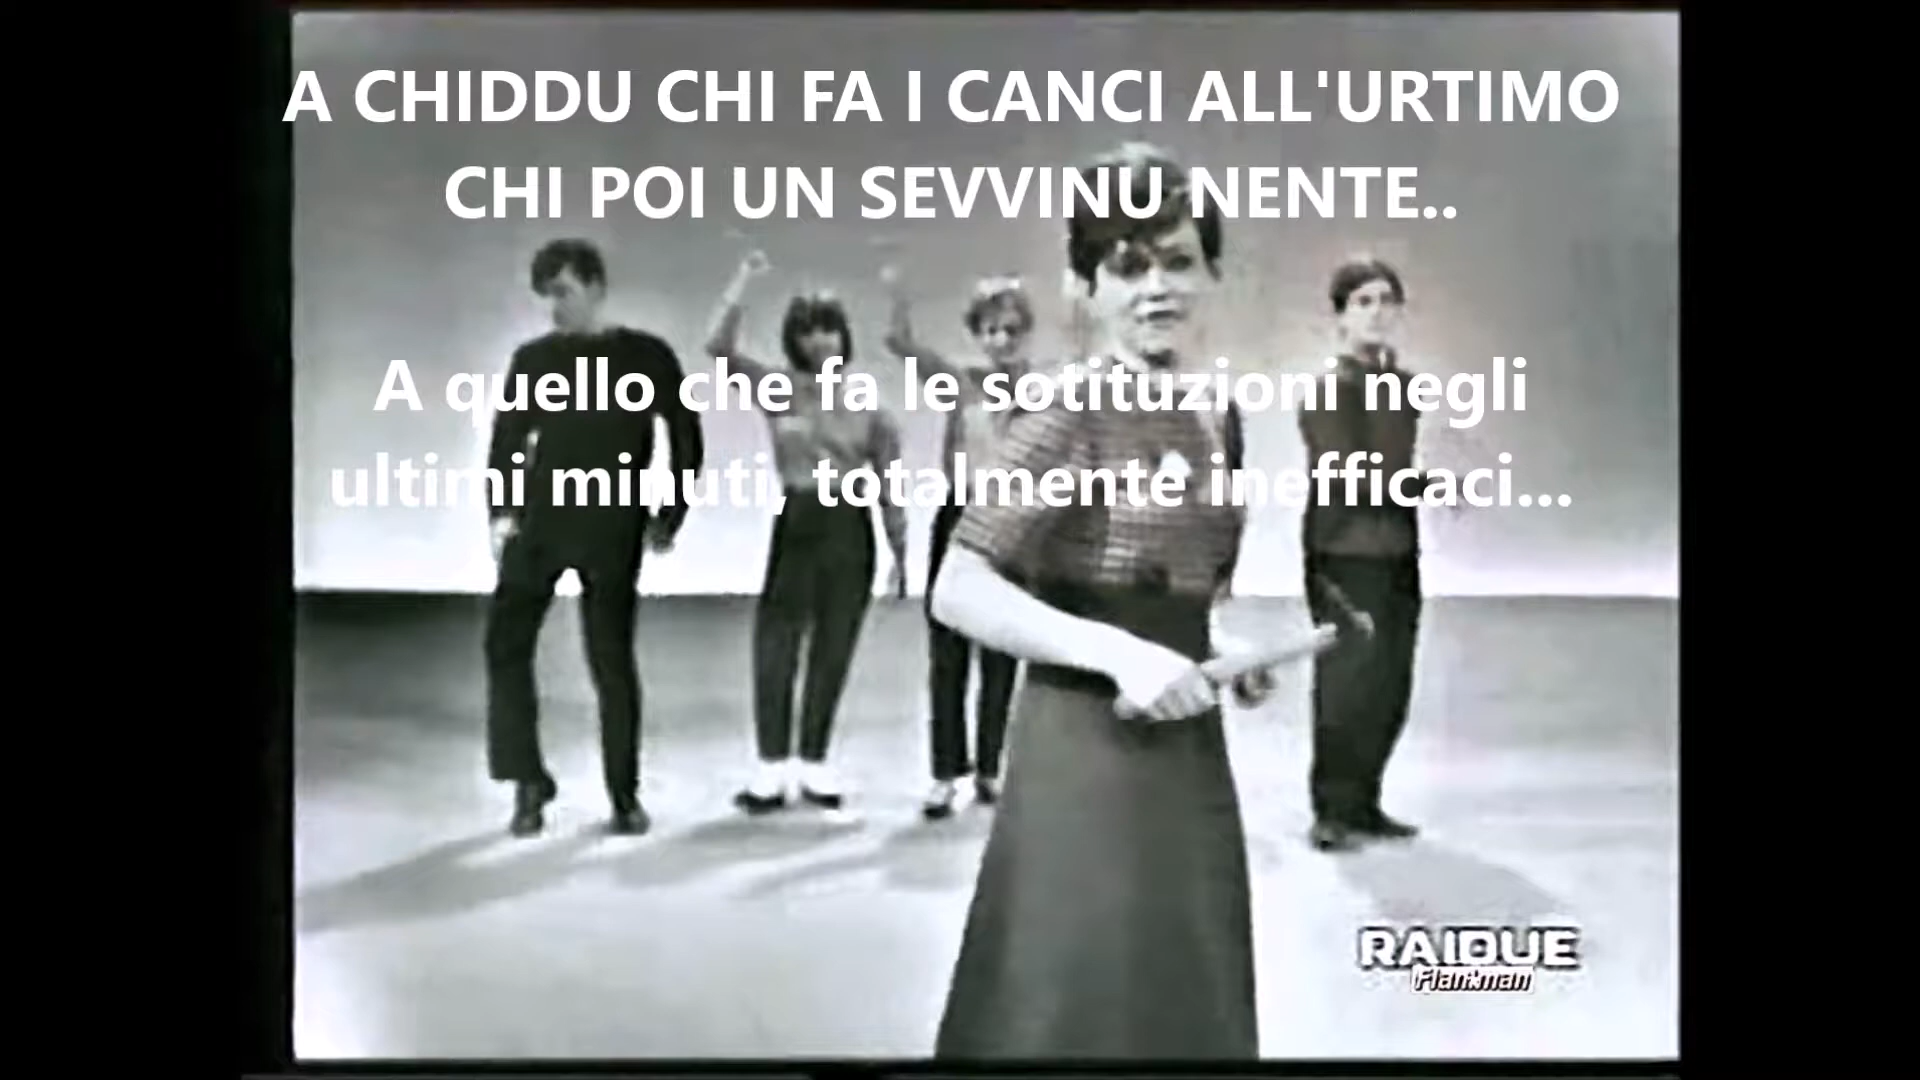 A CHIDDU CHI FA I CANCI ALL'URTIMO
CHI POI UN SEVVINU NENTE..
A quello che fa le sotituzioni negli
ultimi minuti, totalmente inefficaci...
RAIDUE
Flankman